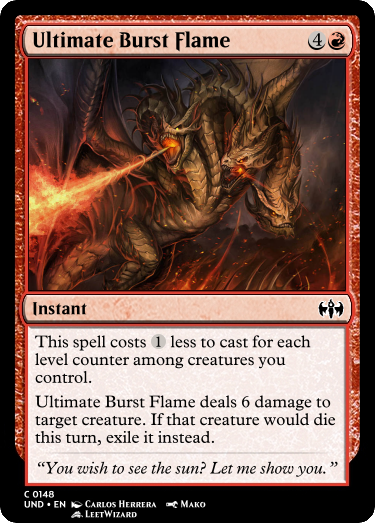 Ultimate Burst Flame 4
Instant
This spell costs 1 less to cast for each
level counter among creatures you
control.
Ultimate Burst Flame deals 6 damage to
target creature. If that creature would die
this turn, exile it instead.
“You wish to see the sun? Let me show you.”
C 0148
UND • EN Carlos Herrera Mako
LeetWizard